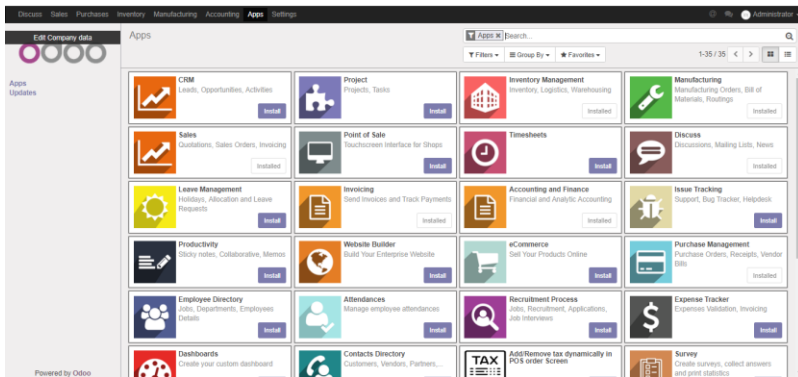 Discuss Sales Purchases Inventory Manufacturing Accounting Apps Settings
Administrator
Edit Company data
Apps
Apps Search...
Filters Group By Favorites
1-35 / 35
Apps
Updates
CRM
Leads, Opportunities, Activities
Install
Project
Projects, Tasks
Install
Inventory Management
Inventory, Logistics, Warehousing
Installed
Manufacturing
Manufacturing Orders, Bill of
Materials, Routings
Installed
Sales
Quotations, Sales Orders, Invoicing
Installed
Point of Sale
Touchscreen Interface for Shops
Install
Timesheets
Install
Discuss
Discussions, Mailing Lists, News
Installed
Leave Management
Holidays, Allocation and Leave
Requests
Install
Invoicing
Send Invoices and Track Payments
Installed
Accounting and Finance
Financial and Analytic Accounting
Installed
Issue Tracking
Support, Bug Tracker, Helpdesk
Install
Productivity
Sticky notes, Collaborative, Memos
Install
Website Builder
Build Your Enterprise Website
Install
eCommerce
Sell Your Products Online
Install
Purchase Management
Purchase Orders, Receipts, Vendor
Bills
Installed
Employee Directory
Jobs, Departments, Employees
Details
Install
Attendances
Manage employee attendances
Install
Recruitment Process
Jobs, Recruitment, Applications,
Job Interviews
Install
Expense Tracker
Expenses Validation, Invoicing
Install
Dashboards
Create your custom dashboard
Contacts Directory
Customers, Vendors, Partners,...
TAX
Add/Remove tax dynamically in
POS order Screen
Survey
Create surveys, collect answers
and print statistics
Powered by Odoo